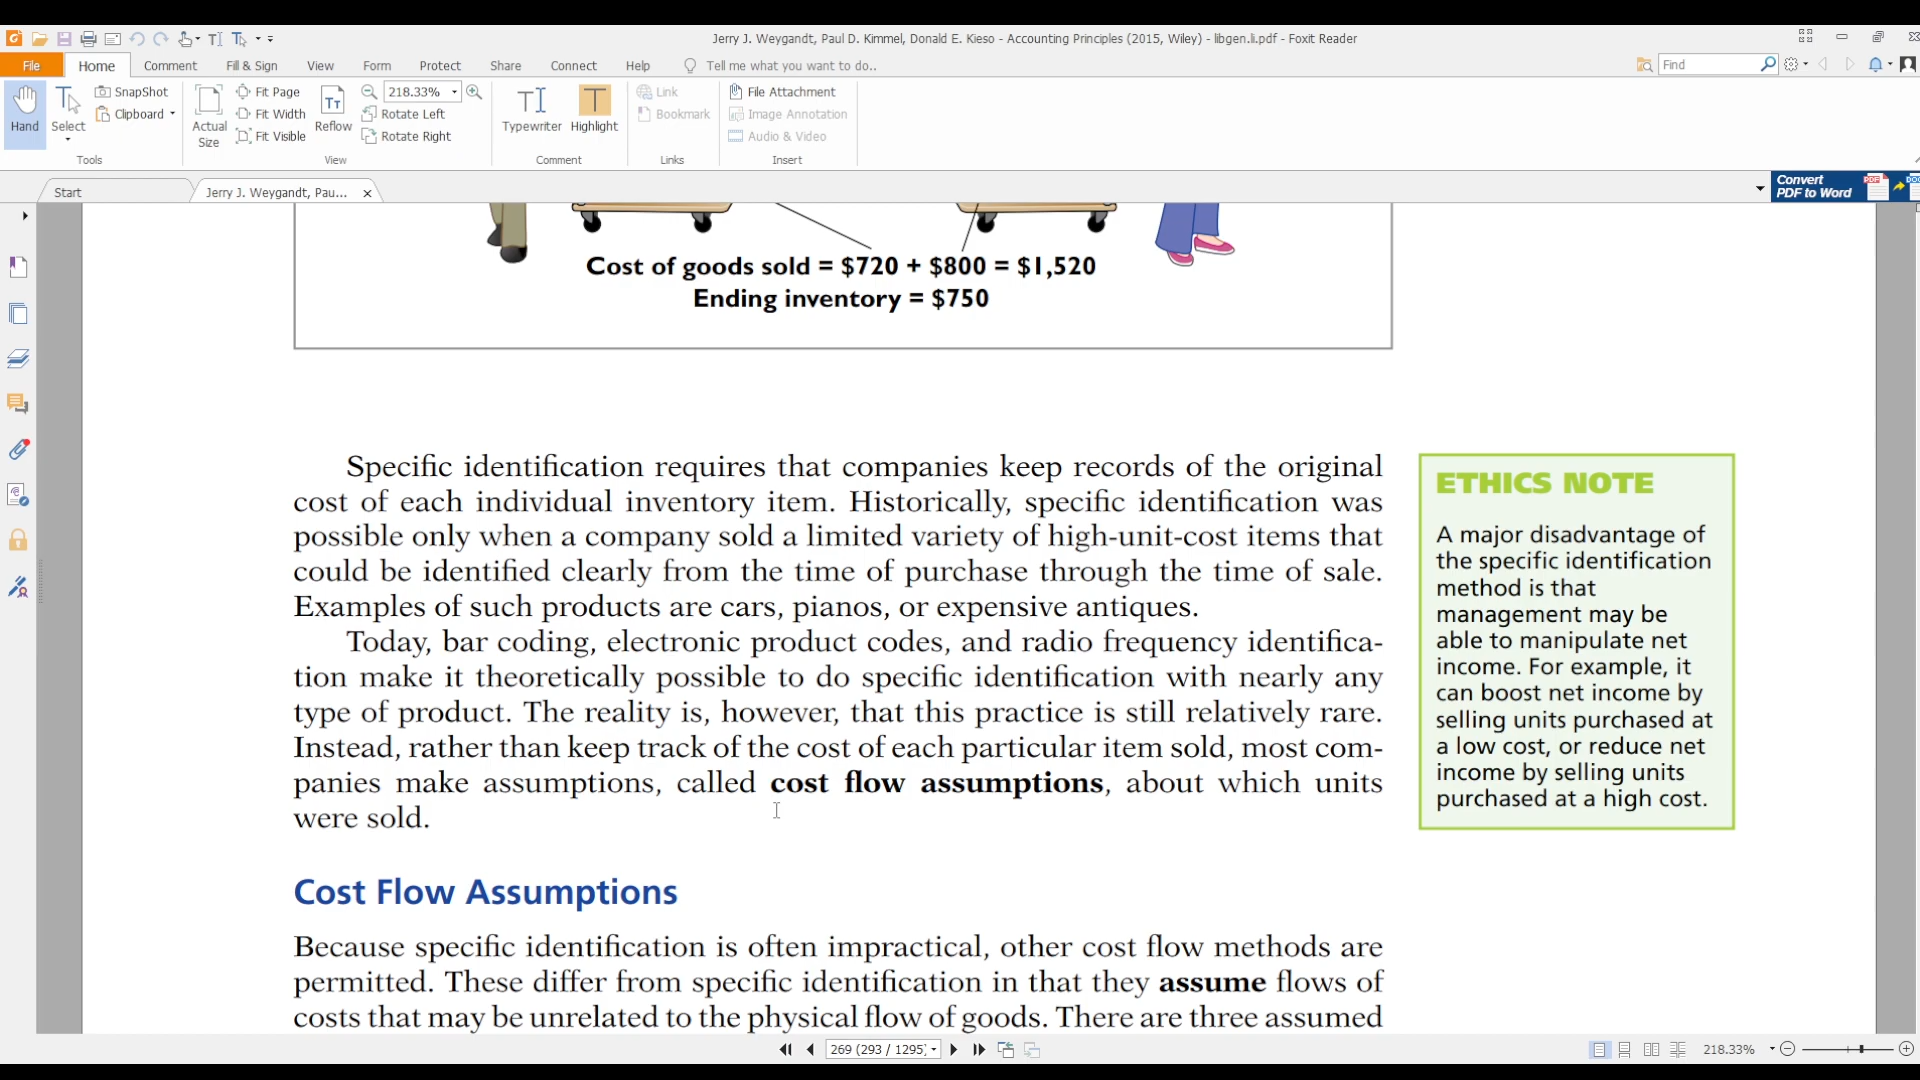 Jerry J. Weygandt, Paul D. Kimmel, Donald E. Kieso - Accounting Principles (2015, Wiley) - libgen.li.pdf - Foxit Reader
File Home Comment Fill & Sign View Form Protect Share Connect Help Tell me what you want to do.. Find
Hand
Select
SnapShot
Clipboard
Tools
Actual
Size
Fit Page
Fit Width
Fit Visible
Reflow
218.33%
Rotate Left
Rotate Right
View
Typewriter
Highlight
Comment
Link
Bookmark
Links
File Attachment
Image Annotation
Audio & Video
Insert
Start
Jerry J. Weygandt, Pau...
Convert
PDF to Word
Cost of goods sold = $720 + $800 = $1,520
Ending inventory = $750
Specific identification requires that companies keep records of the original
cost of each individual inventory item. Historically, specific identification was
possible only when a company sold a limited variety of high-unit-cost items that
could be identified clearly from the time of purchase through the time of sale.
Examples of such products are cars, pianos, or expensive antiques.
Today, bar coding, electronic product codes, and radio frequency identifica-
tion make it theoretically possible to do specific identification with nearly any
type of product. The reality is, however, that this practice is still relatively rare.
Instead, rather than keep track of the cost of each particular item sold, most com-
panies make assumptions, called cost flow assumptions, about which units
were sold.
ETHICS NOTE
A major disadvantage of
the specific identification
method is that
management may be
able to manipulate net
income. For example, it
can boost net income by
selling units purchased at
a low cost, or reduce net
income by selling units
purchased at a high cost.
Cost Flow Assumptions
Because specific identification is often impractical, other cost flow methods are
permitted. These differ from specific identification in that they assume flows of
costs that may be unrelated to the physical flow of goods. There are three assumed
269 (293 / 1295)
218.33%